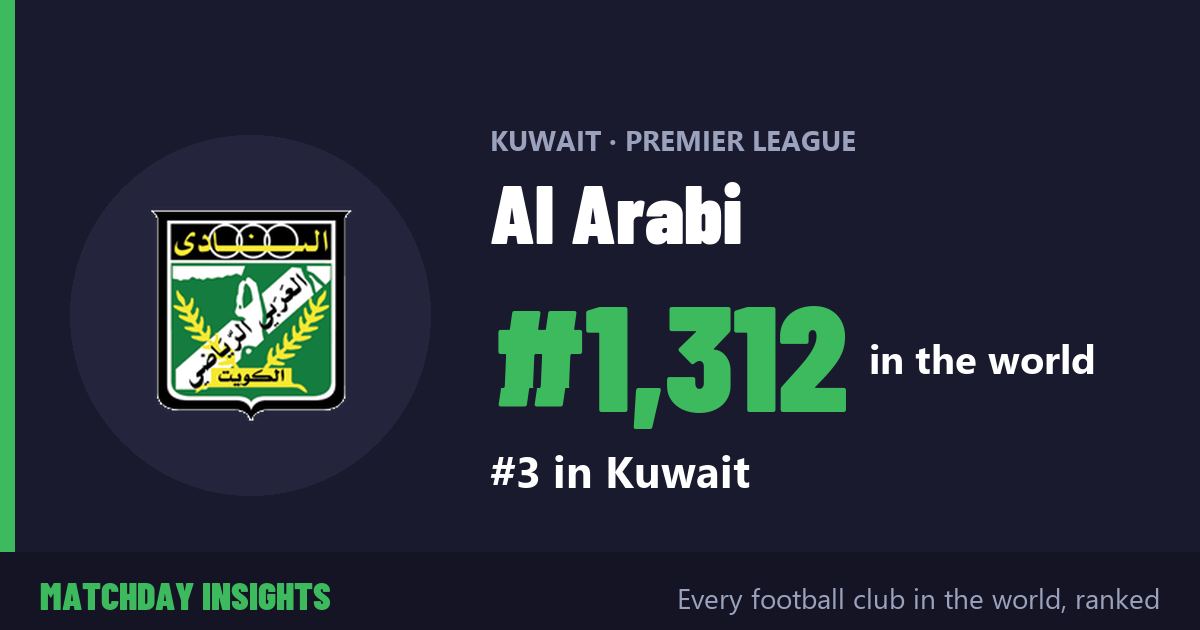 النادى
العربي
الرياضي
الكويت
KUWAIT · PREMIER LEAGUE
Al Arabi
#1,312 in the world
#3 in Kuwait
MATCHDAY INSIGHTS
Every football club in the world, ranked